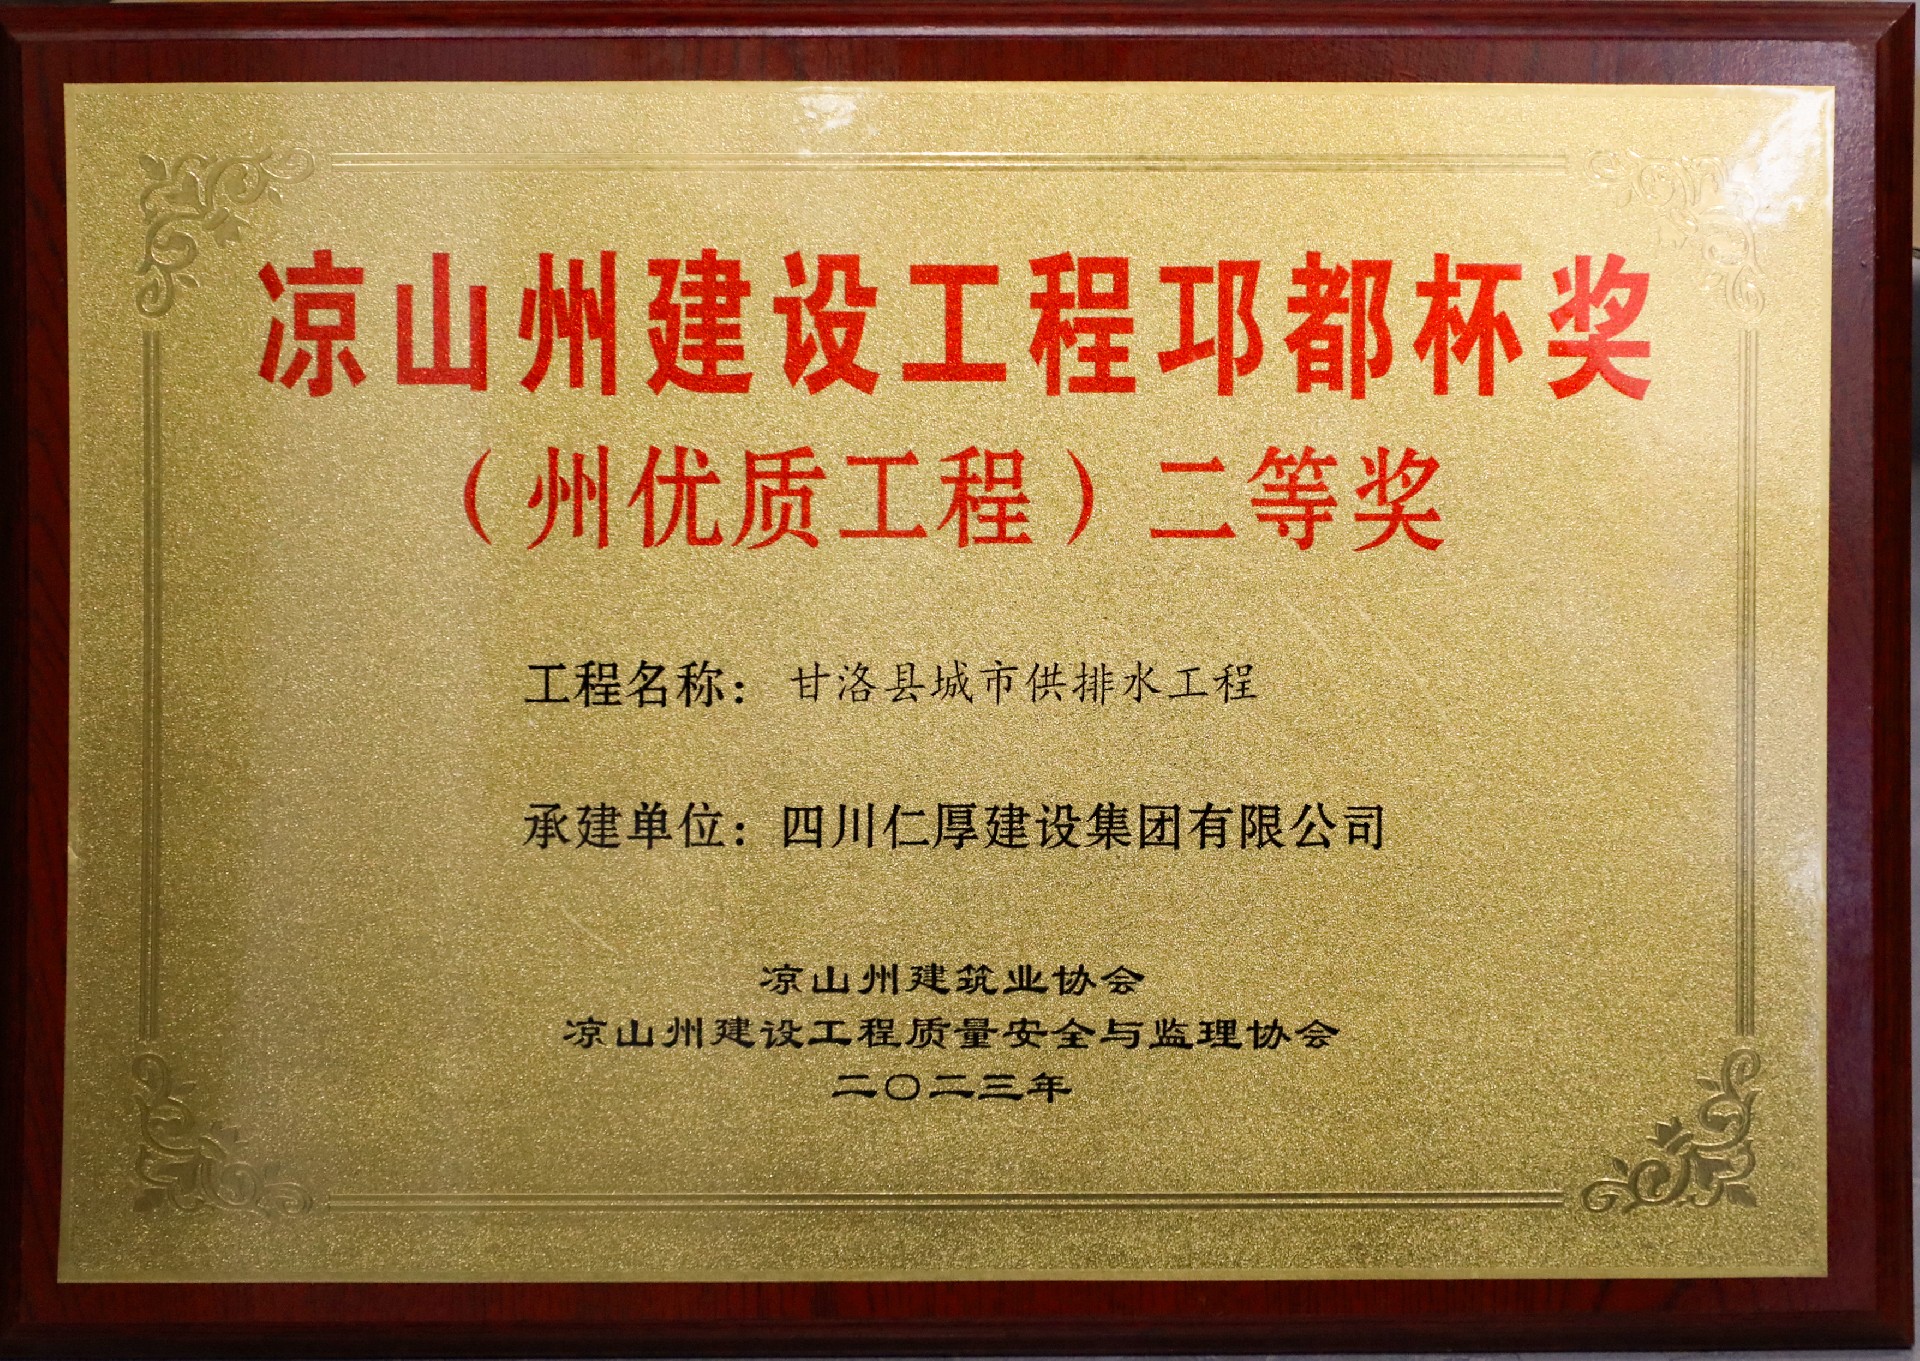 凉山州建设工程邛都杯奖
（州优质工程）二等奖
工程名称：甘洛县城市供排水工程
承建单位：四川仁厚建设集团有限公司
凉山州建筑业协会
凉山州建设工程质量安全与监理协会
二〇二三年